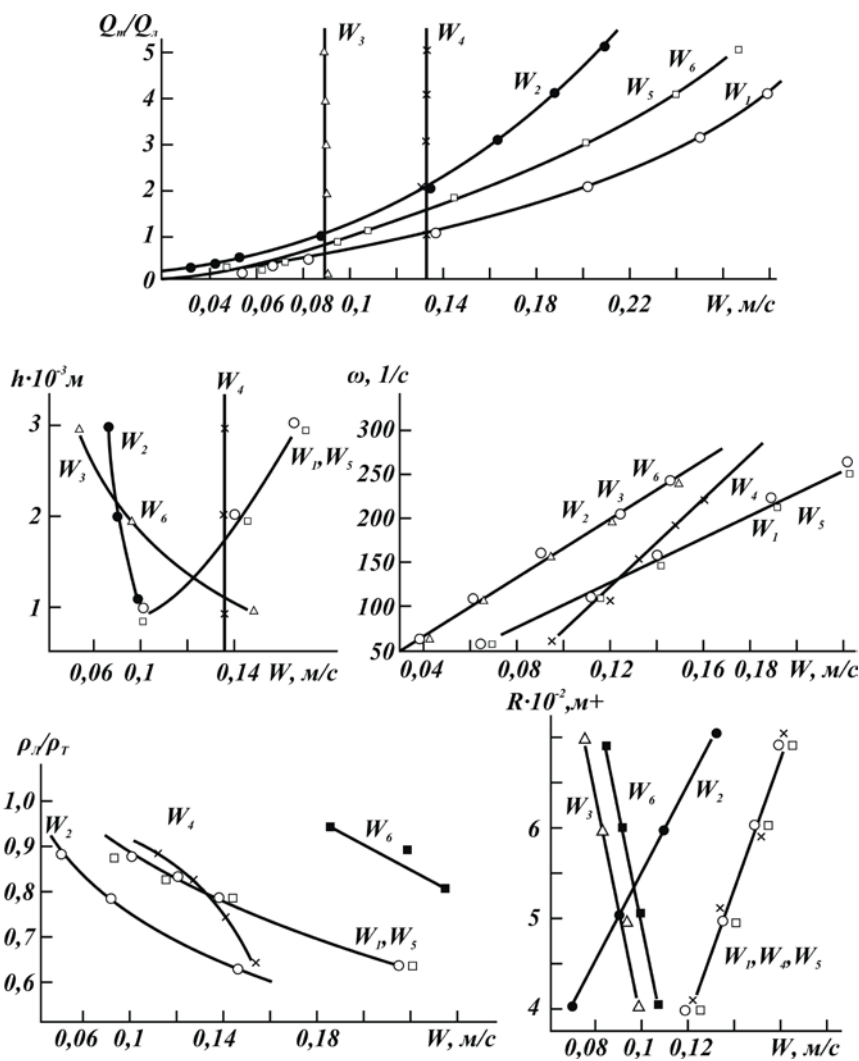 Qₘ/Qₐ
W₃
W₄
5
W₆
W₂
4
W₅
W₁
3
2
1
0
0,04 0,06 0,08 0,1 0,14 0,18 0,22 W, м/с
h·10⁻³ м
W₄
ω, 1/с
3
W₂
W₁,W₅
W₃
2
W₆
1
0,06 0,1 0,14 W, м/с
300
250
W₆
W₃
W₄
200
W₂
W₁
W₅
150
100
50
0,04 0,08 0,12 0,16 0,18 W, м/с
ρл/ρТ
1,0
W₂
W₄
W₆
0,9
0,8
0,7
W₁,W₅
0,6
0,06 0,1 0,14 0,18 W, м/с
R·10⁻²,м+
W₃
W₆
W₂
6
5
W₁,W₄,W₅
4
0,08 0,1 0,12 W, м/с